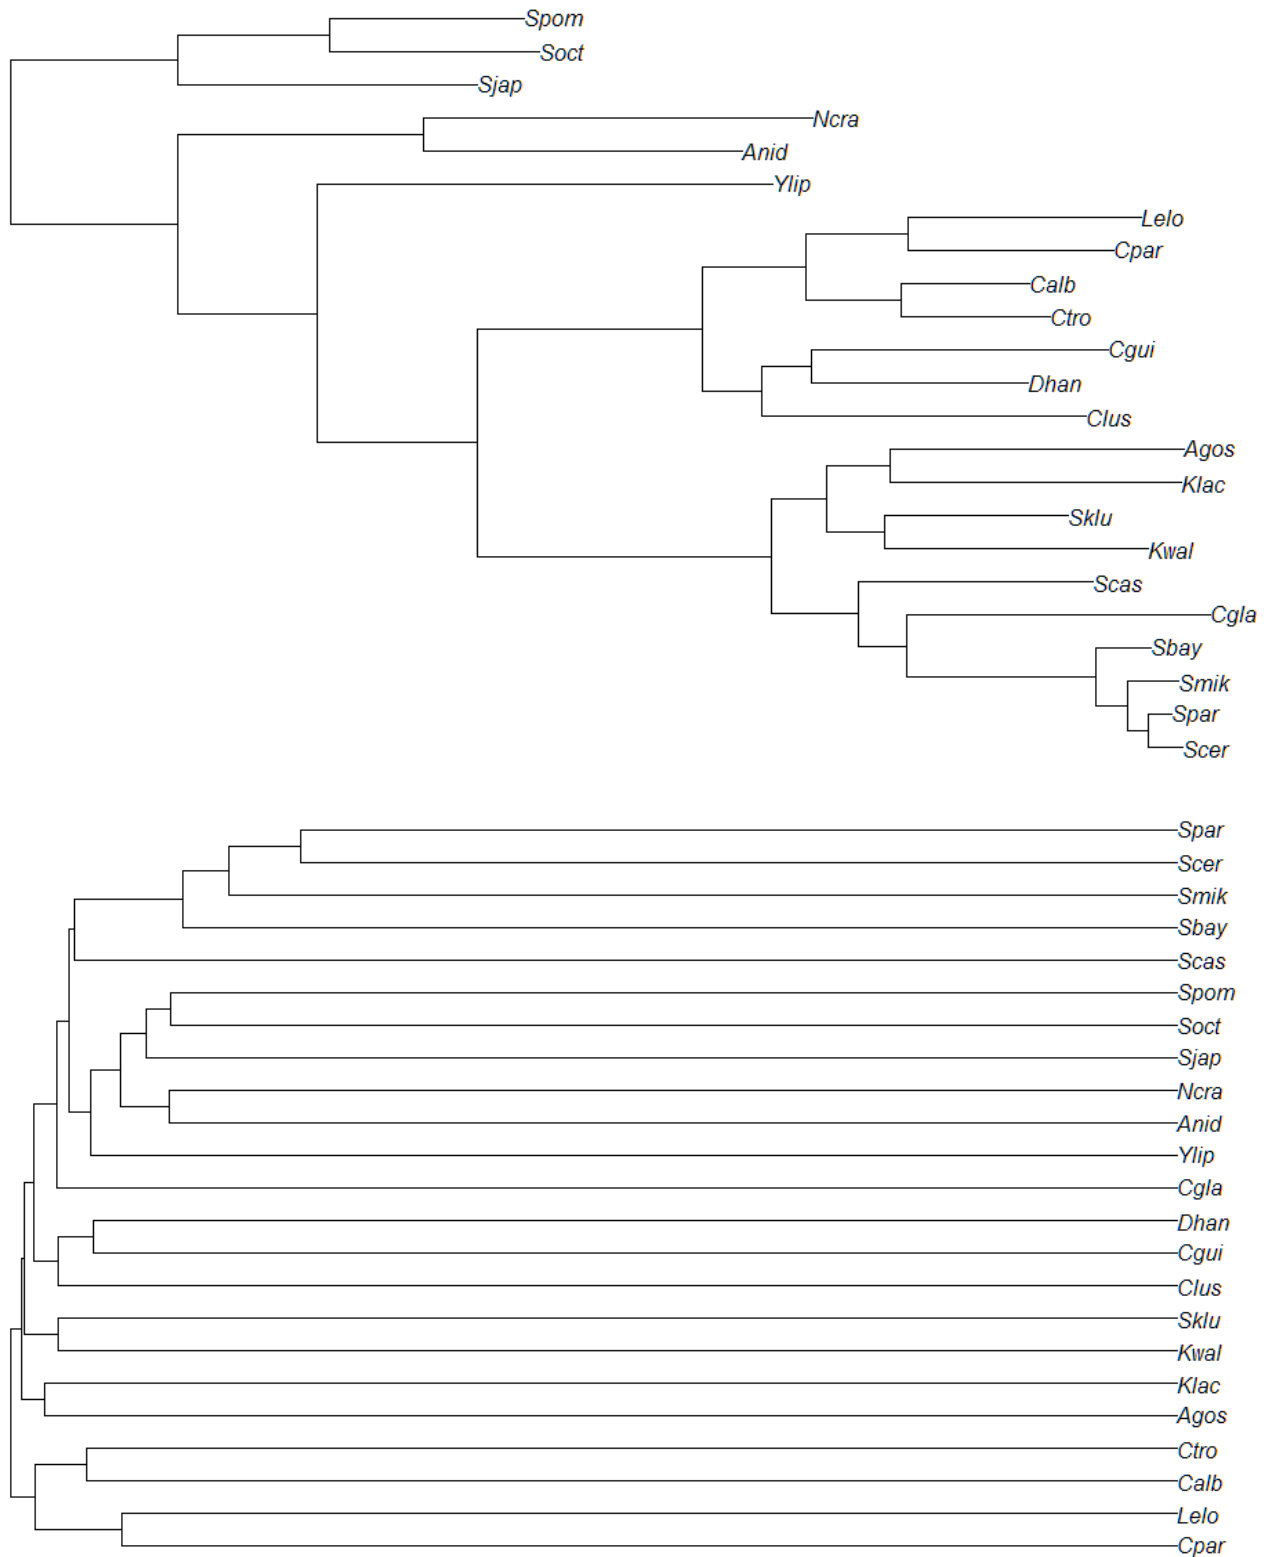 Spom
Soct
Sjap
Ncra
Anid
Ylip
Lelo
Cpar
Calb
Ctro
Cgui
Dhan
Clus
Agos
Klac
Sklu
Kwal
Scas
Cgla
Sbay
Smik
Spar
Scer
Spar
Scer
Smik
Sbay
Scas
Spom
Soct
Sjap
Ncra
Anid
Ylip
Cgla
Dhan
Cgui
Clus
Sklu
Kwal
Klac
Agos
Ctro
Calb
Lelo
Cpar